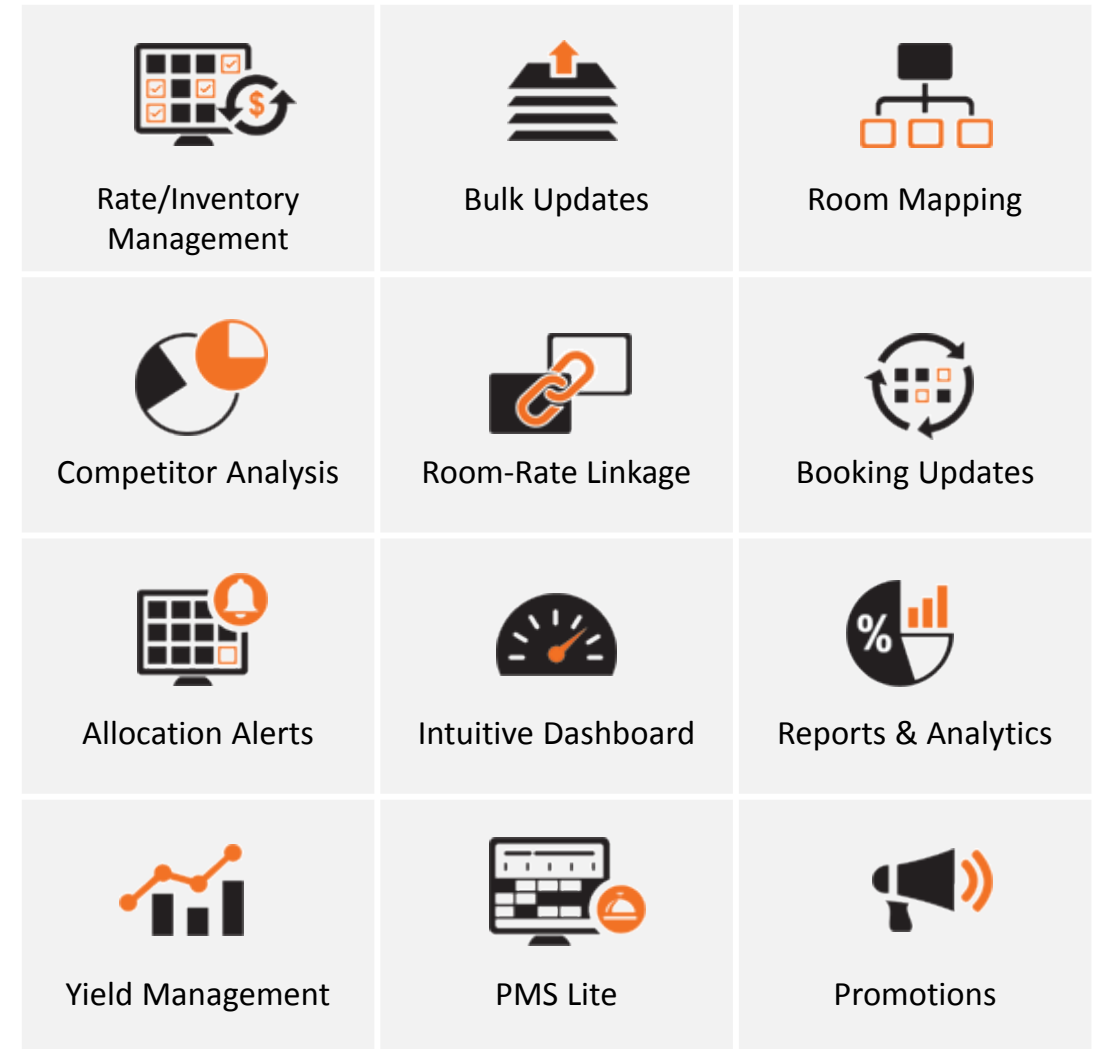 Rate/Inventory
Management
Bulk Updates
Room Mapping
Competitor Analysis
Room-Rate Linkage
Booking Updates
Allocation Alerts
Intuitive Dashboard
Reports & Analytics
Yield Management
PMS Lite
Promotions
$
%